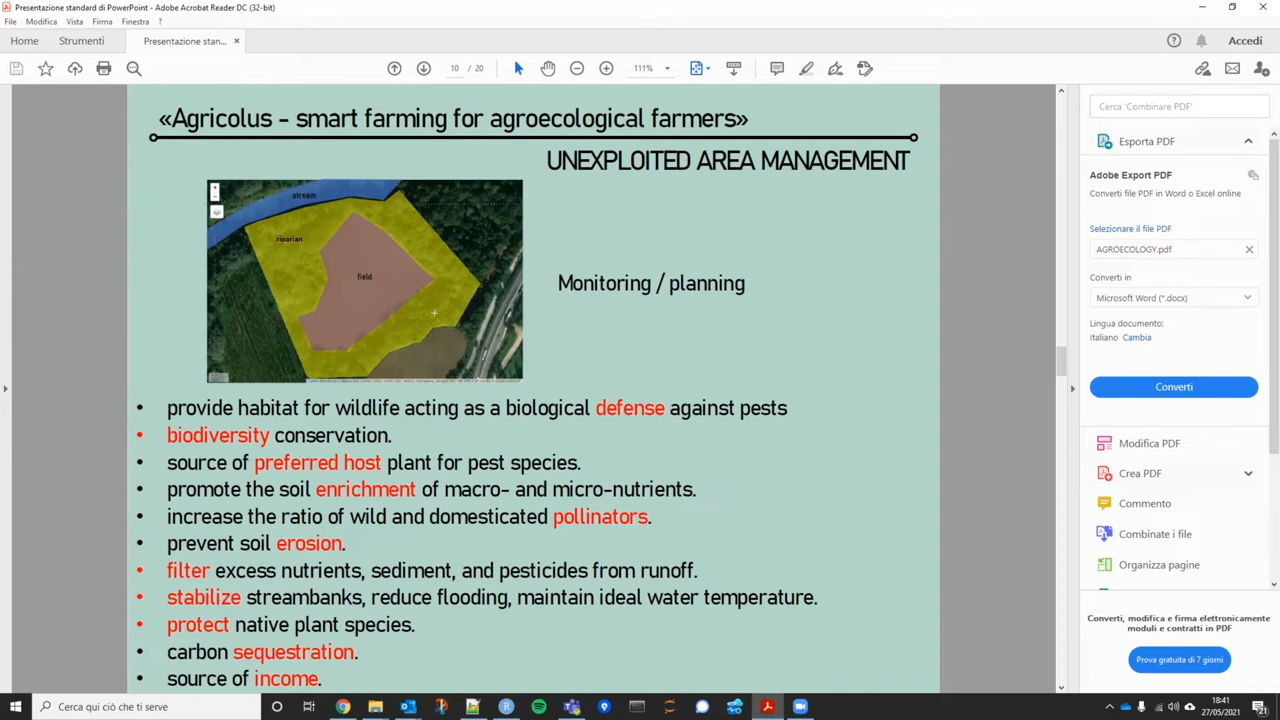 Presentazione standard di PowerPoint - Adobe Acrobat Reader DC (32-bit)
File Modifica Vista Firma Finestra ?
Home Strumenti Presentazione stan... × Accedi
10 / 20 111%
«Agricolus - smart farming for agroecological farmers»
UNEXPLOITED AREA MANAGEMENT
stream
riparian
field
Monitoring / planning
• provide habitat for wildlife acting as a biological defense against pests
• biodiversity conservation.
• source of preferred host plant for pest species.
• promote the soil enrichment of macro- and micro-nutrients.
• increase the ratio of wild and domesticated pollinators.
• prevent soil erosion.
• filter excess nutrients, sediment, and pesticides from runoff.
• stabilize streambanks, reduce flooding, maintain ideal water temperature.
• protect native plant species.
• carbon sequestration.
• source of income.
Cerca 'Combinare PDF'
Esporta PDF
Adobe Export PDF
Converti file PDF in Word o Excel online
Selezionare il file PDF
AGROECOLOGY.pdf
Converti in
Microsoft Word (*.docx)
Lingua documento:
Italiano Cambia
Converti
Modifica PDF
Crea PDF
Commento
Combinate i file
Organizza pagine
Converti, modifica e firma elettronicamente
moduli e contratti in PDF
Prova gratuita di 7 giorni
Cerca qui ciò che ti serve
18:41
27/05/2021
21